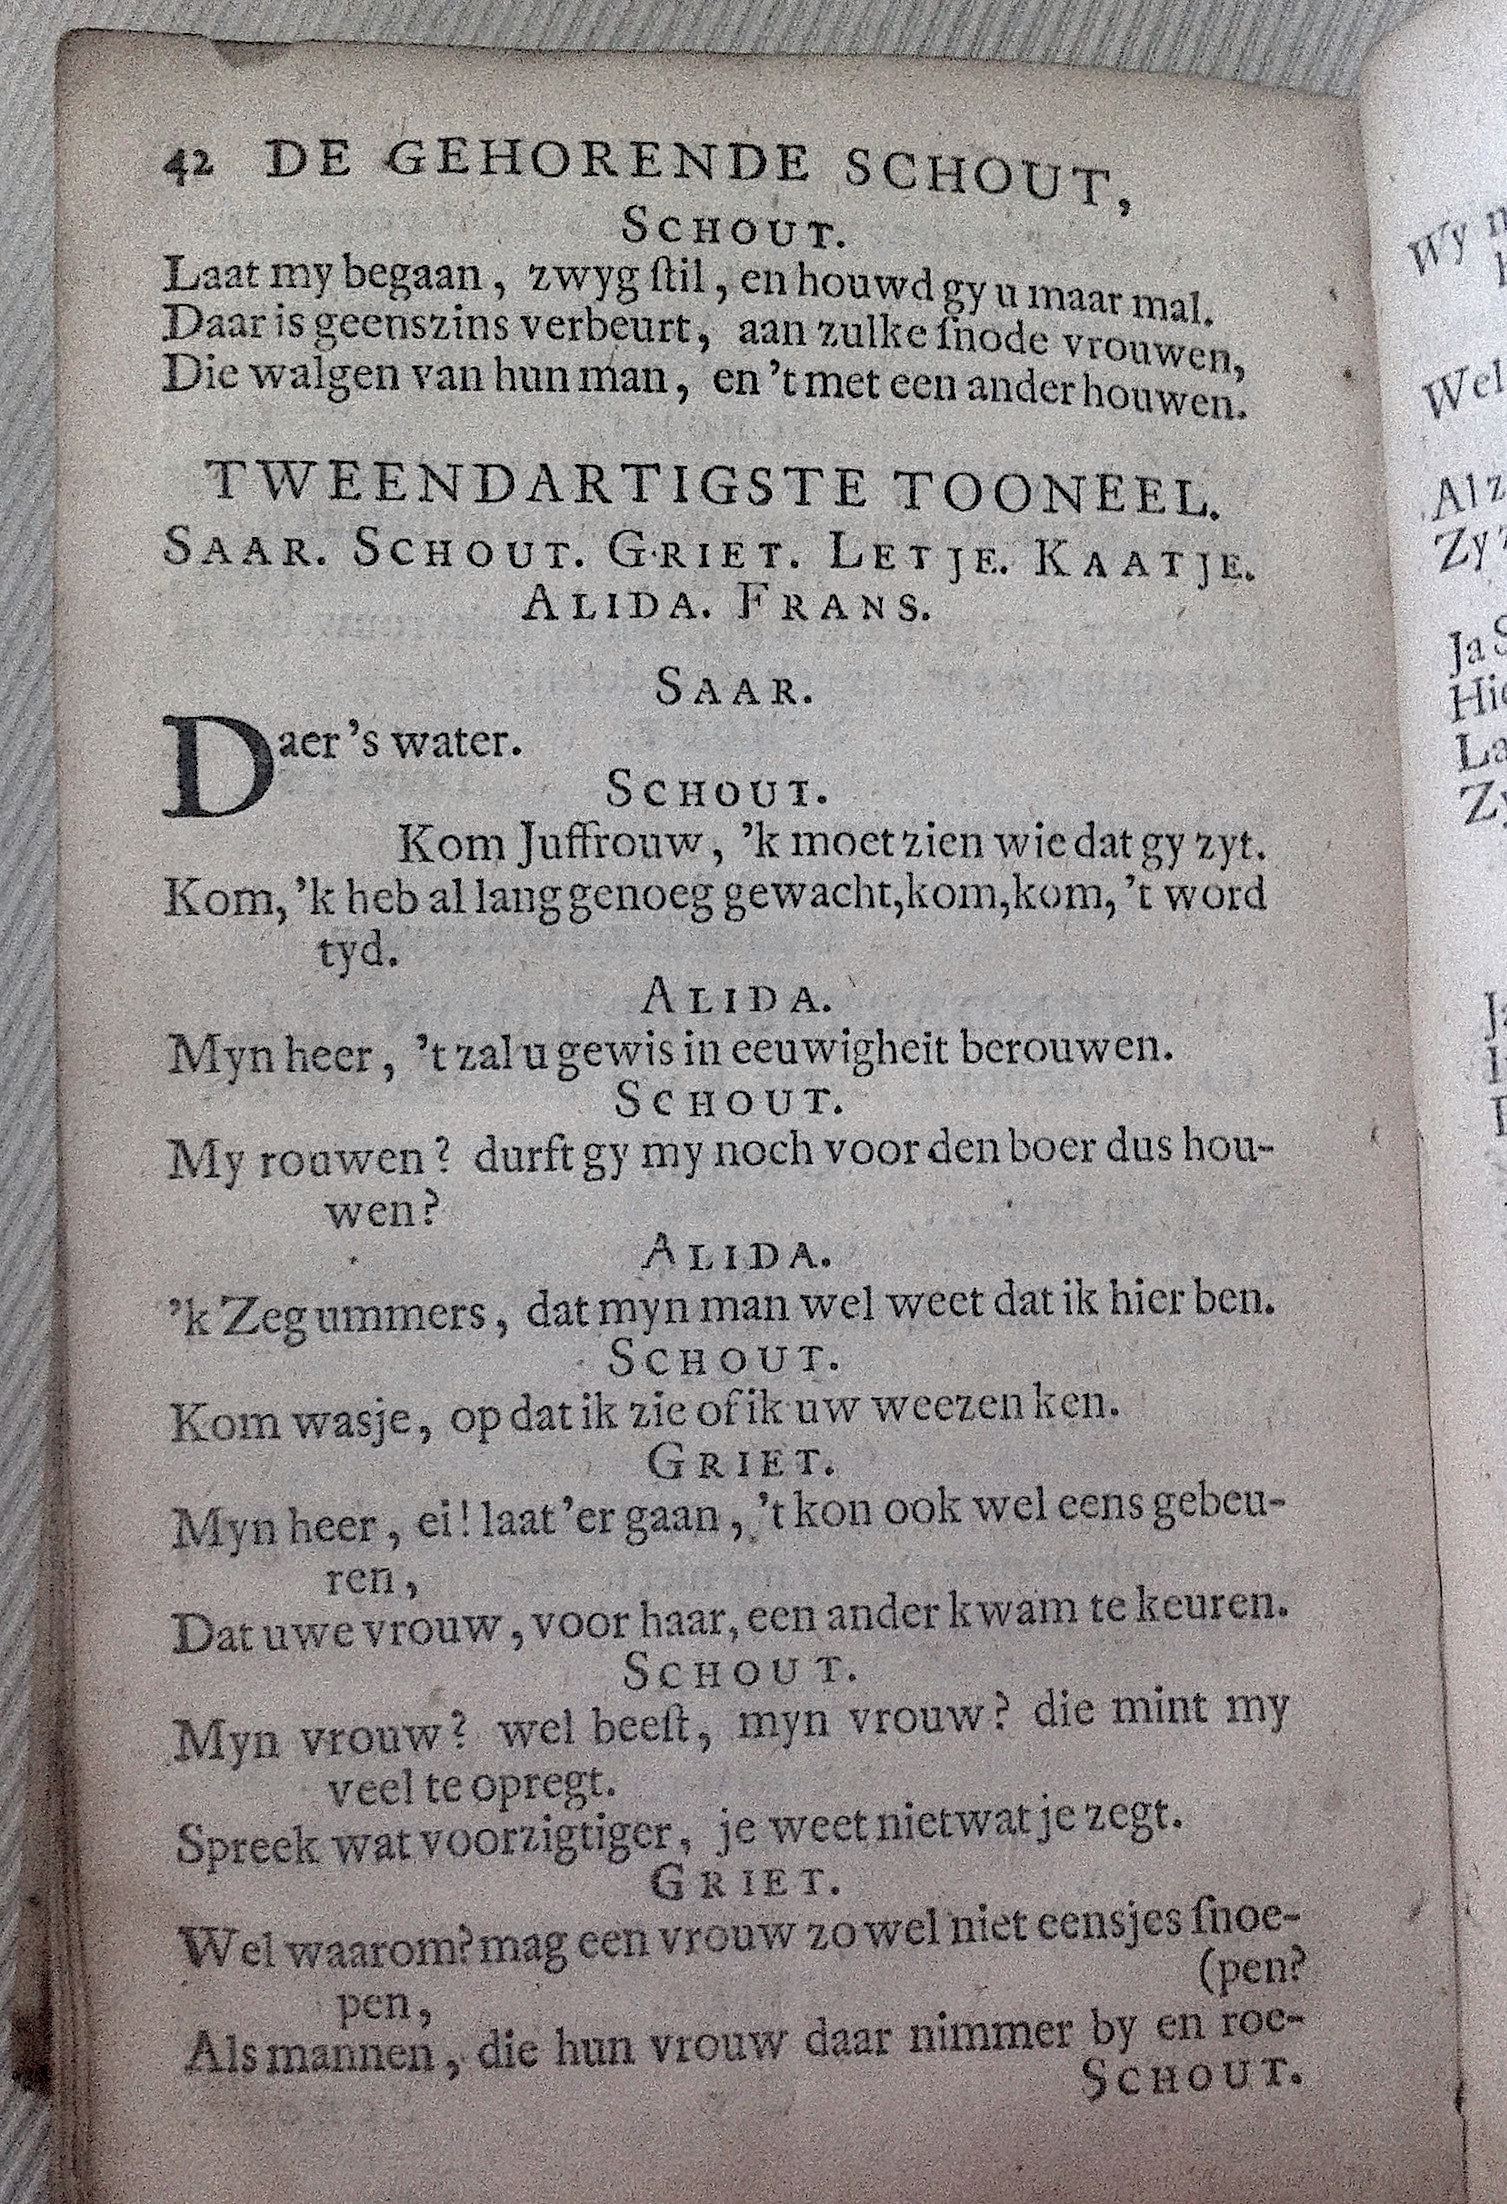 42 DE GEHORENDE SCHOUT,
SCHOUT.
Laat my begaan, zwyg ſtil, en houwd gy u maar mal.
Daar is geenszins verbeurt, aan zulke ſnode vrouwen,
Die walgen van hun man, en 't met een ander houwen.
TWEENDARTIGSTE TOONEEL.
SAAR. SCHOUT. GRIET. LETJE. KAATJE.
ALIDA. FRANS.
SAAR.
Daer 's water.
SCHOUT.
Kom Juffrouw, 'k moet zien wie dat gy zyt.
Kom, 'k heb al lang genoeg gewacht, kom, kom, 't word
tyd.
ALIDA.
Myn heer, 't zal u gewis in eeuwigheit berouwen.
SCHOUT.
My rouwen? durft gy my noch voor den boer dus hou-
wen?
ALIDA.
'k Zeg ummers, dat myn man wel weet dat ik hier ben.
SCHOUT.
Kom wasje, op dat ik zie of ik uw weezen ken.
GRIET.
Myn heer, ei! laat 'er gaan, 't kon ook wel eens gebeu-
ren,
Dat uwe vrouw, voor haar, een ander kwam te keuren.
SCHOUT.
Myn vrouw? wel beeſt, myn vrouw? die mint my
veel te opregt.
Spreek wat voorzigtiger, je weet niet wat je zegt.
GRIET.
Wel waarom? mag een vrouw zo wel niet eensjes ſnoe-
pen, (pen?
Als mannen, die hun vrouw daar nimmer by en roe-
SCHOUT.
Wy
Wel
Al z
Zy
Ja S
Hi
La
Zy